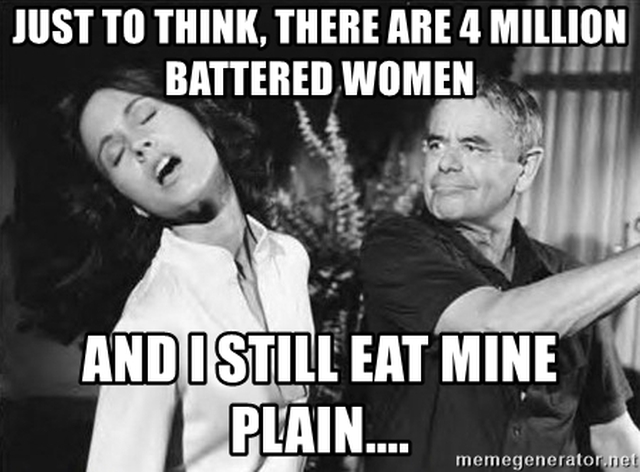 JUST TO THINK, THERE ARE 4 MILLION
BATTERED WOMEN
AND I STILL EAT MINE
PLAIN....
memegenerator.net